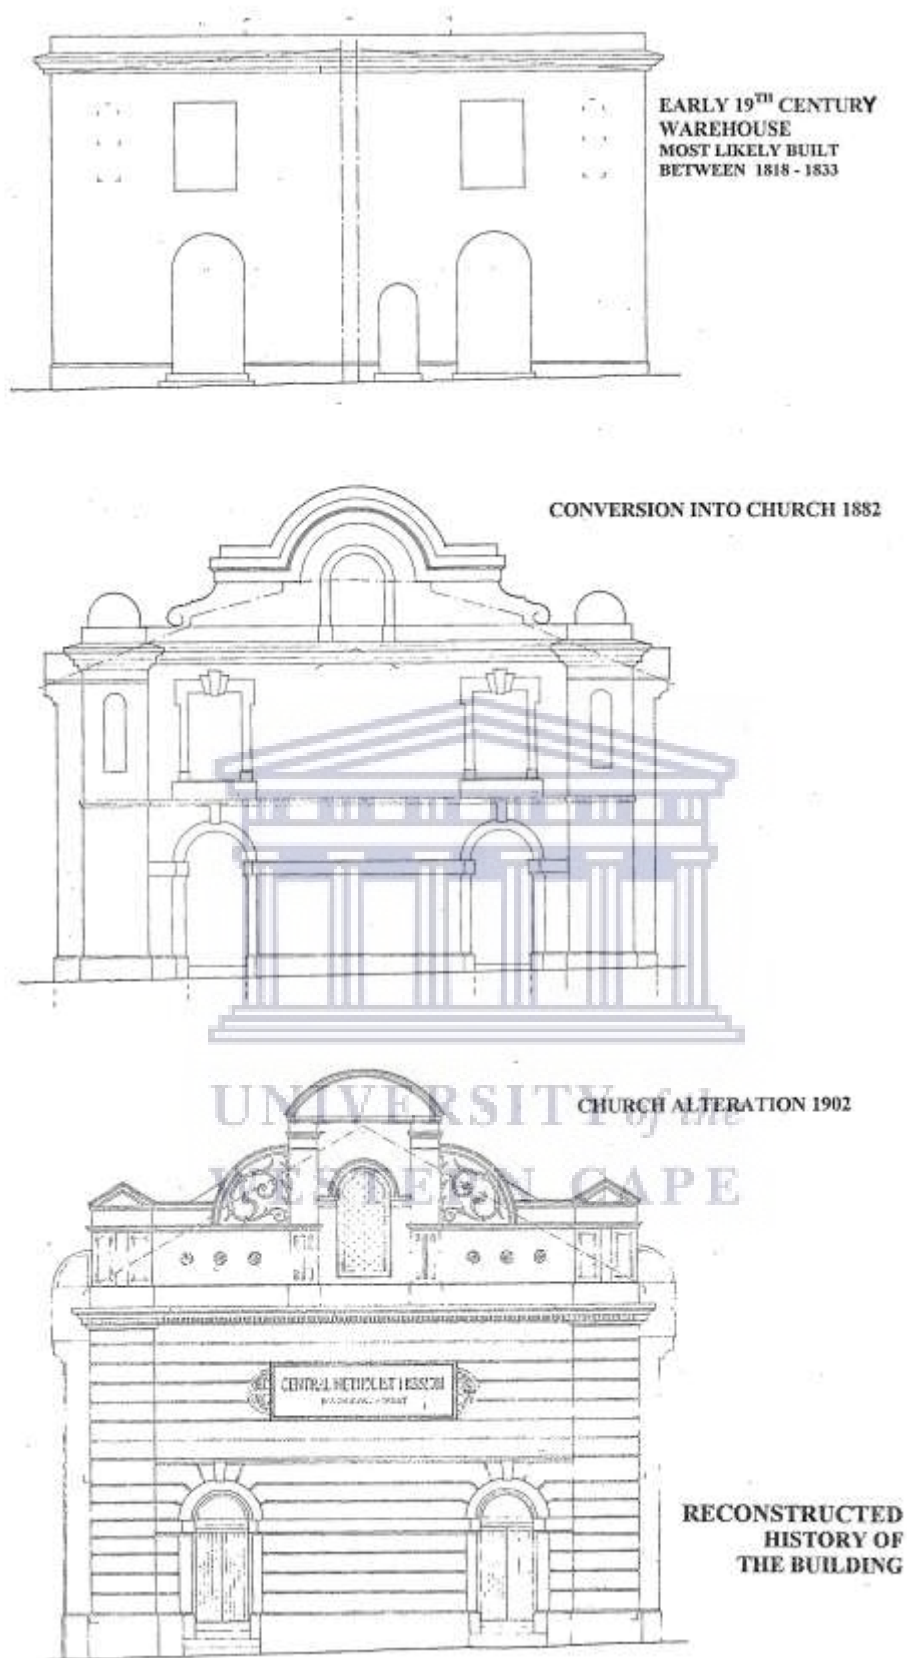 EARLY 19TH CENTURY
WAREHOUSE
MOST LIKELY BUILT
BETWEEN 1818 - 1833
CONVERSION INTO CHURCH 1882
UNIVERSITY of the
WESTERN CAPE
CHURCH ALTERATION 1902
CENTRAL METHODIST MISSION
RECONSTRUCTED
HISTORY OF
THE BUILDING